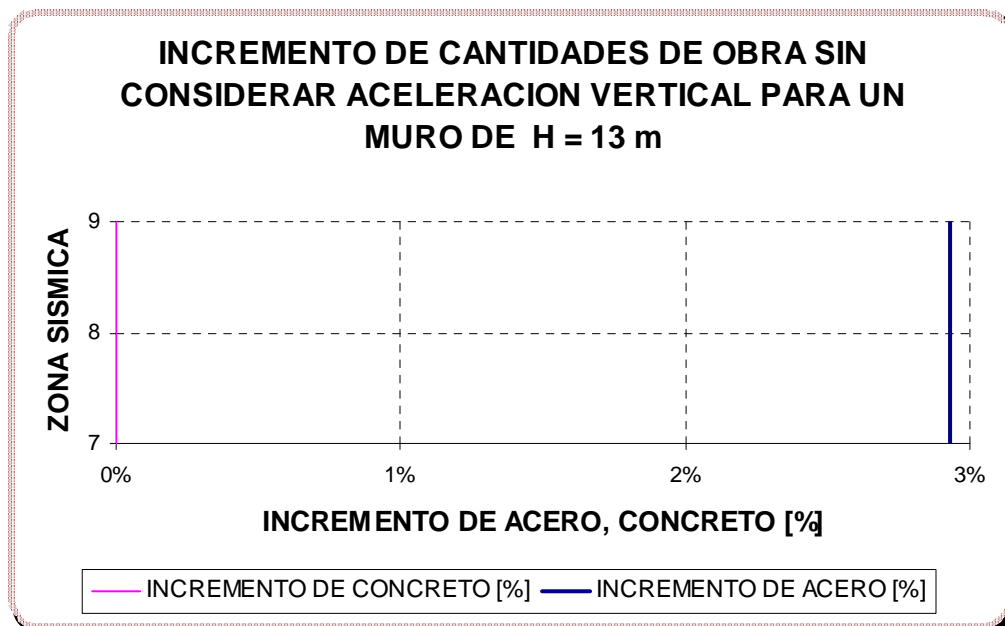 INCREMENTO DE CANTIDADES DE OBRA SIN
CONSIDERAR ACELERACION VERTICAL PARA UN
MURO DE H = 13 m
ZONA SISMICA
9
8
7
0% 1% 2% 3%
INCREMENTO DE ACERO, CONCRETO [%]
INCREMENTO DE CONCRETO [%] INCREMENTO DE ACERO [%]